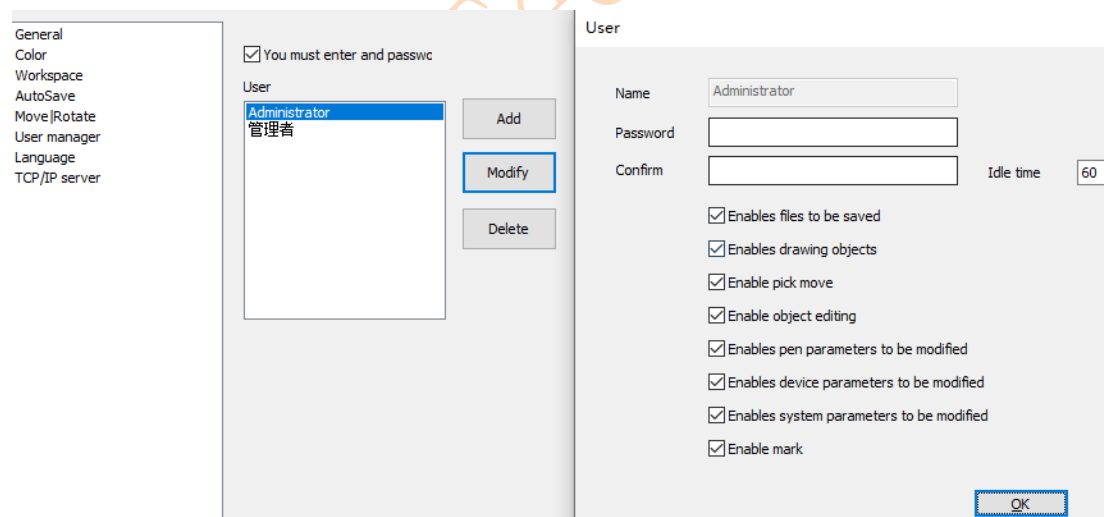 General
Color
Workspace
AutoSave
Move|Rotate
User manager
Language
TCP/IP server
You must enter and passwc
User
Administrator
管理者
Add
Modify
Delete
User
Name
Administrator
Password
Confirm
Idle time
60
Enables files to be saved
Enables drawing objects
Enable pick move
Enable object editing
Enables pen parameters to be modified
Enables device parameters to be modified
Enables system parameters to be modified
Enable mark
OK